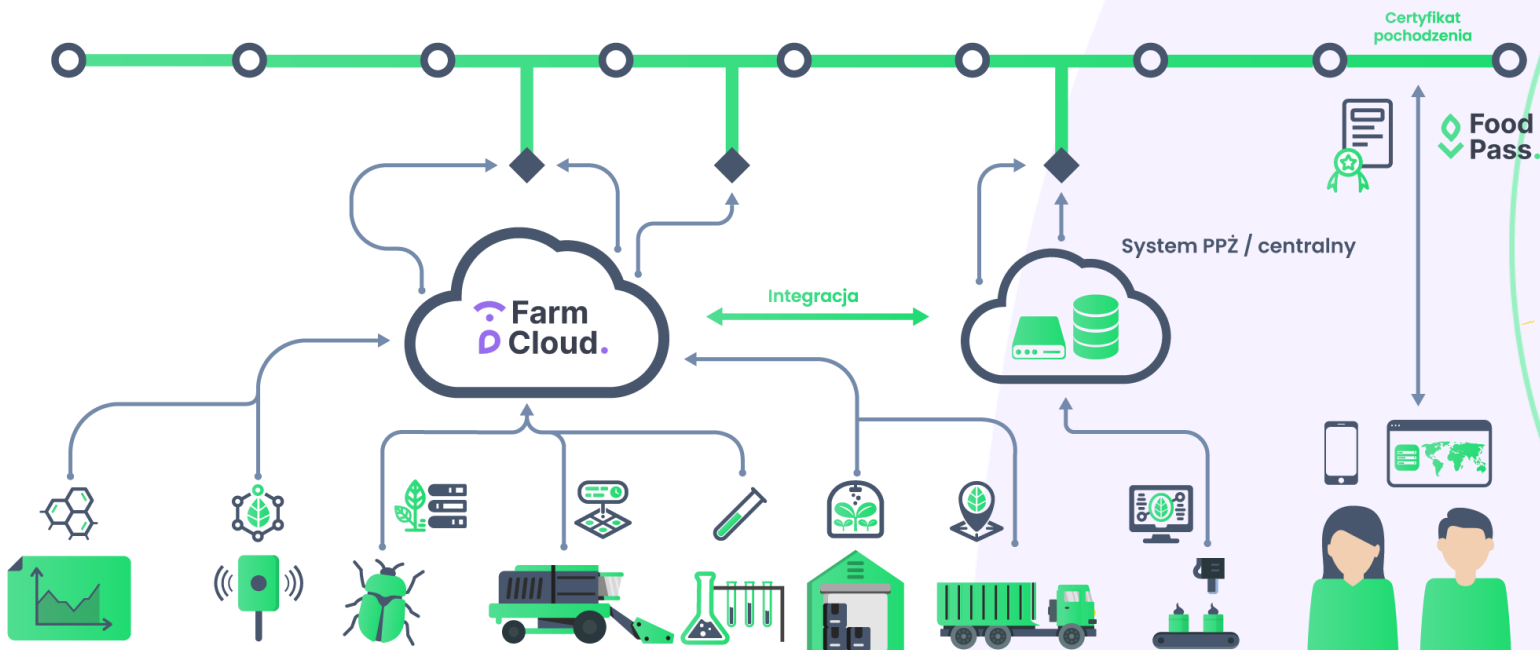 Certyfikat
pochodzenia
Food
Pass.
System PPŻ / centralny
Integracja
Farm
Cloud.